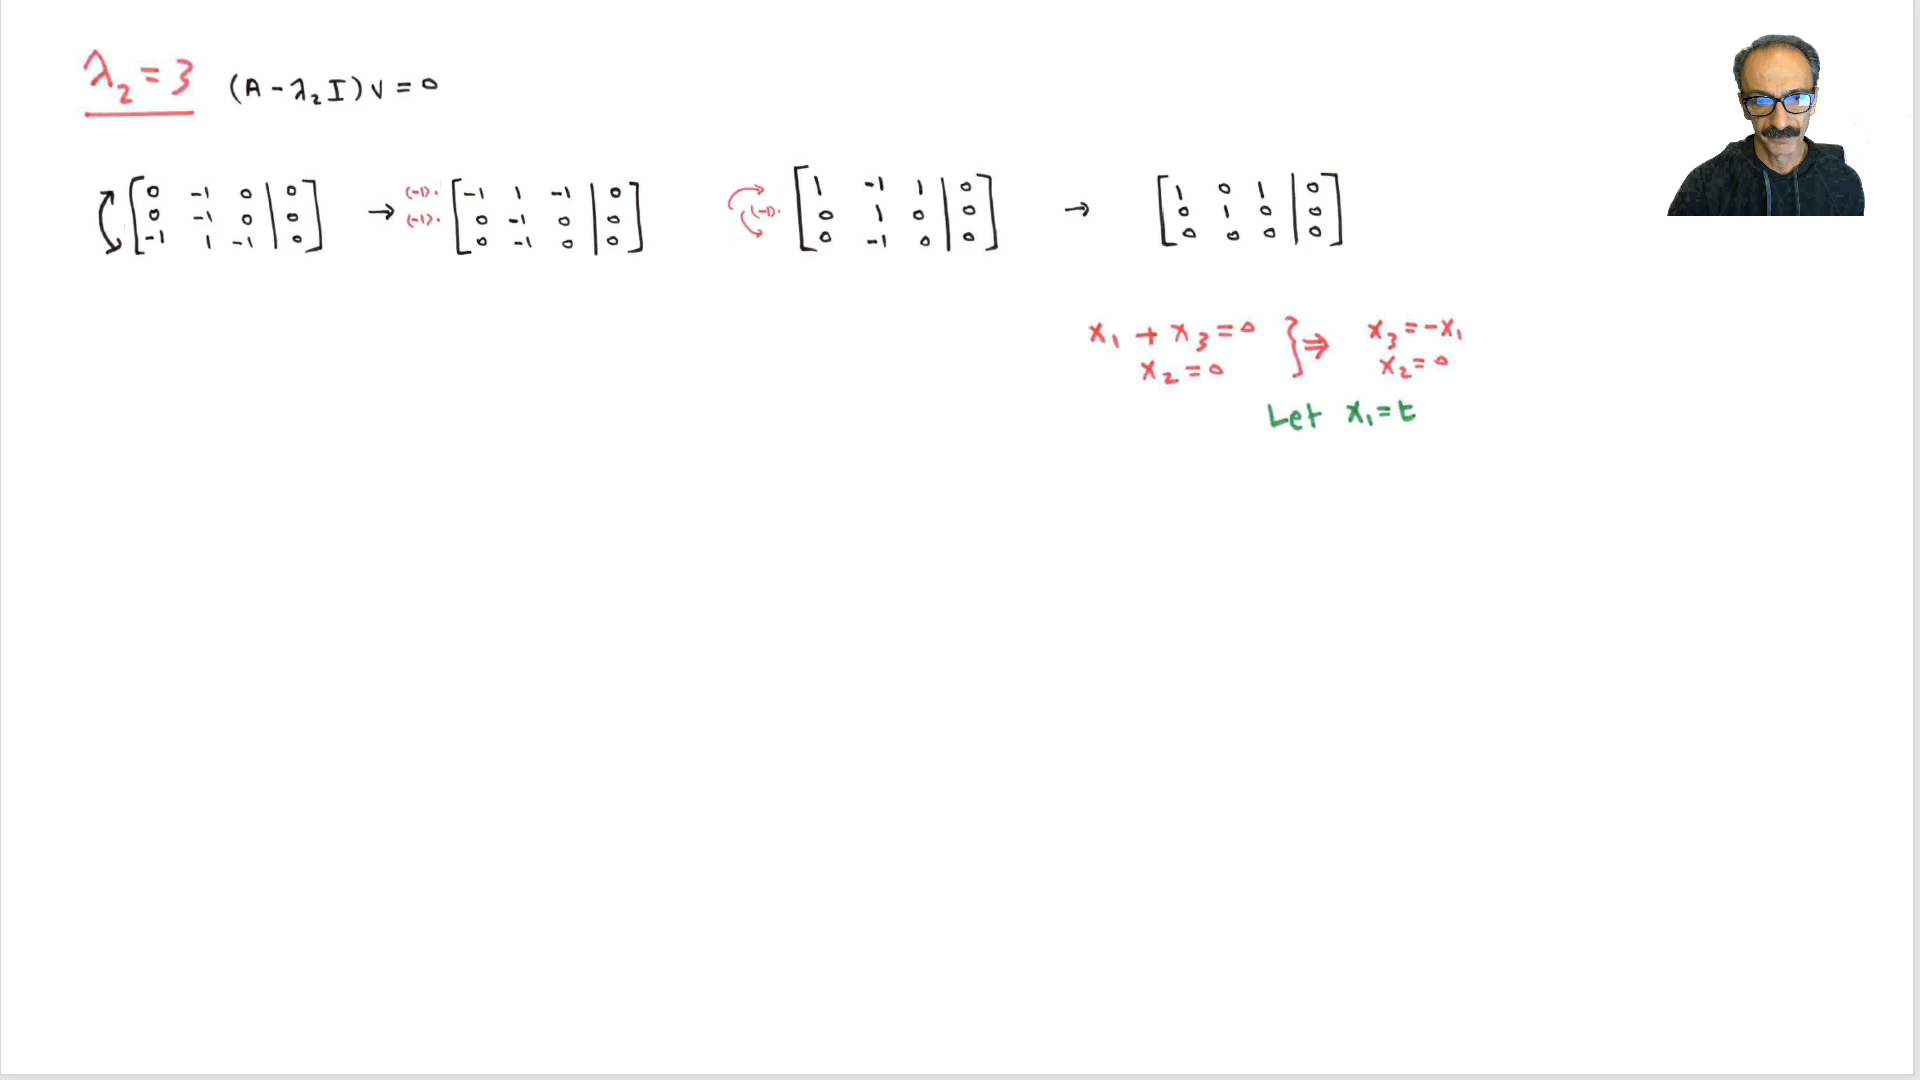 λ₂ = 3 (A - λ₂ I) v = 0
[ 0 -1 0 | 0 ] → (-1)· [ -1 1 -1 | 0 ] [ 1 -1 1 | 0 ] → [ 1 0 1 | 0 ]
[ 0 -1 0 | 0 ] (-1)· [ 0 -1 0 | 0 ] (-1)· [ 0 1 0 | 0 ] [ 0 1 0 | 0 ]
[ -1 1 -1 | 0 ] [ 0 -1 0 | 0 ] [ 0 -1 0 | 0 ] [ 0 0 0 | 0 ]
x₁ + x₃ = 0 } ⇒ x₃ = -x₁
x₂ = 0 x₂ = 0
Let x₁ = t